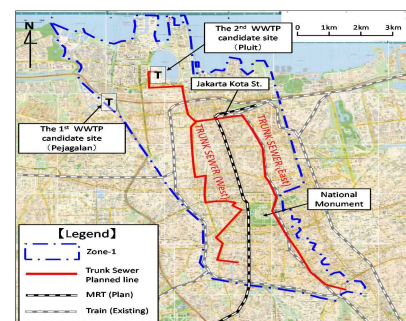 N
0 1km 2km 3km
The 2nd WWTP
candidate site
(Pluit)
T
Jakarta Kota St.
T
The 1st WWTP
candidate site
(Pejagalan)
TRUNK SEWER (West)
TRUNK SEWER (East)
National
Monument
【Legend】
Zone-1
Trunk Sewer
Planned line
MRT (Plan)
Train (Existing)